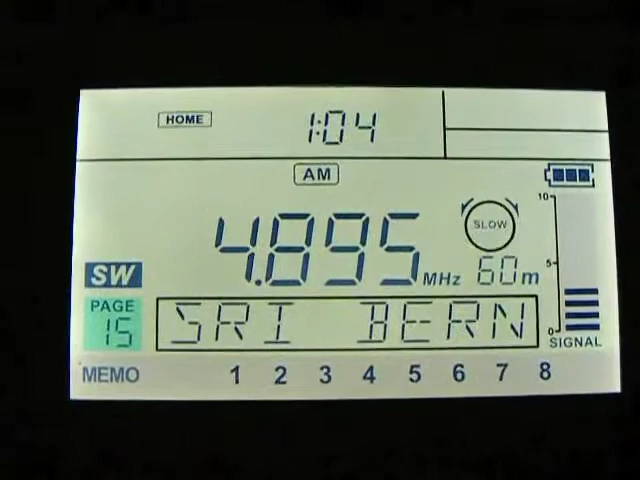 HOME 1:04
AM
10
SLOW
4.895 MHz 60m
5
SW
PAGE
15
SRI BERN
0
SIGNAL
MEMO 1 2 3 4 5 6 7 8